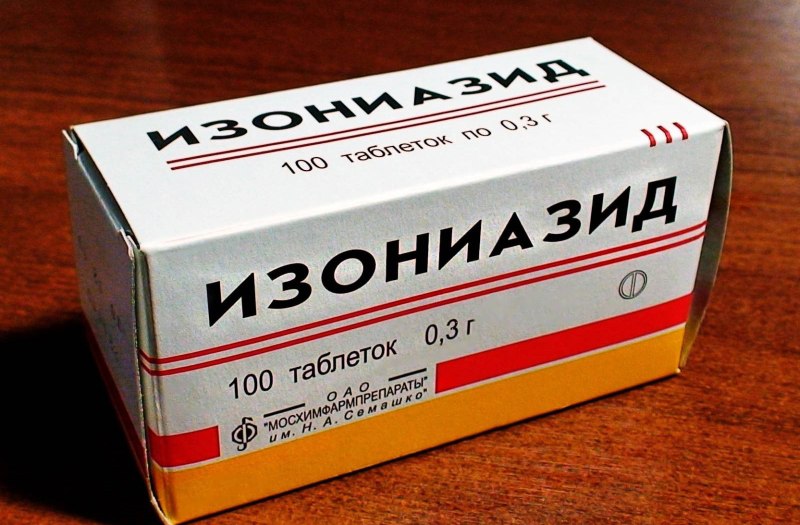 ИЗОНИАЗИД
100 таблеток по 0,3 г
ИЗОНИАЗИД
100 таблеток 0,3 г
ОАО
"МОСХИМФАРМПРЕПАРАТЫ"
им. Н. А. Семашко"